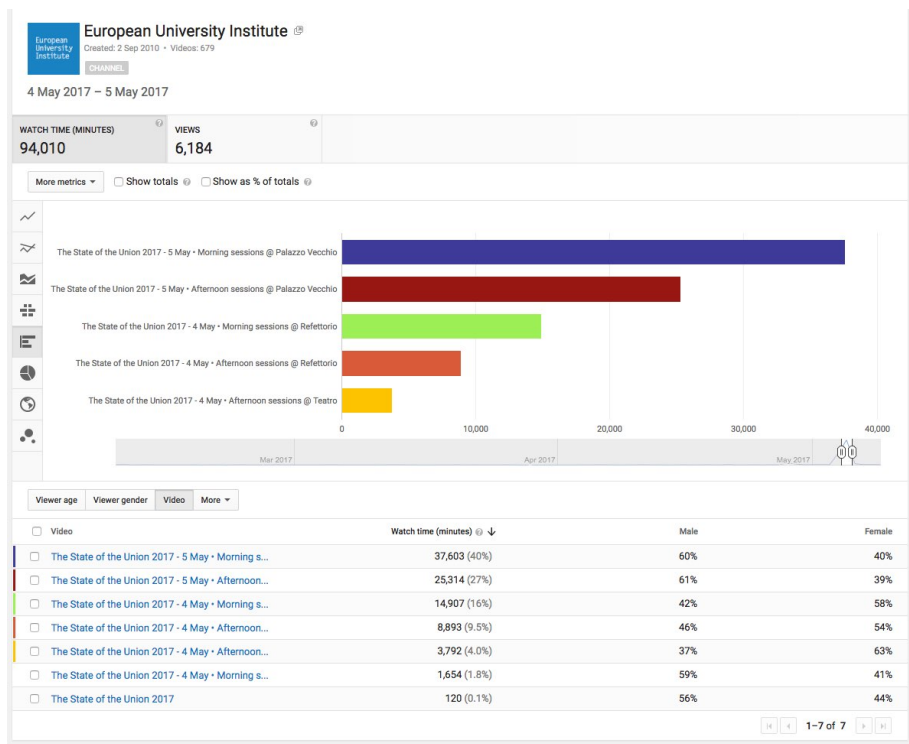 European
University
Institute
European University Institute
Created: 2 Sep 2010 • Videos: 679
CHANNEL
4 May 2017 – 5 May 2017
WATCH TIME (MINUTES) ?
94,010
VIEWS ?
6,184
More metrics
Show totals ? Show as % of totals ?
The State of the Union 2017 - 5 May • Morning sessions @ Palazzo Vecchio
The State of the Union 2017 - 5 May • Afternoon sessions @ Palazzo Vecchio
The State of the Union 2017 - 4 May • Morning sessions @ Refettorio
The State of the Union 2017 - 4 May • Afternoon sessions @ Refettorio
The State of the Union 2017 - 4 May • Afternoon sessions @ Teatro
0 10,000 20,000 30,000 40,000
Mar 2017 Apr 2017 May 2017
Viewer age Viewer gender Video More
Video Watch time (minutes) ? Male Female
The State of the Union 2017 - 5 May • Morning s... 37,603 (40%) 60% 40%
The State of the Union 2017 - 5 May • Afternoon... 25,314 (27%) 61% 39%
The State of the Union 2017 - 4 May • Morning s... 14,907 (16%) 42% 58%
The State of the Union 2017 - 4 May • Afternoon... 8,893 (9.5%) 46% 54%
The State of the Union 2017 - 4 May • Afternoon... 3,792 (4.0%) 37% 63%
The State of the Union 2017 - 4 May • Morning s... 1,654 (1.8%) 59% 41%
The State of the Union 2017 120 (0.1%) 56% 44%
1–7 of 7